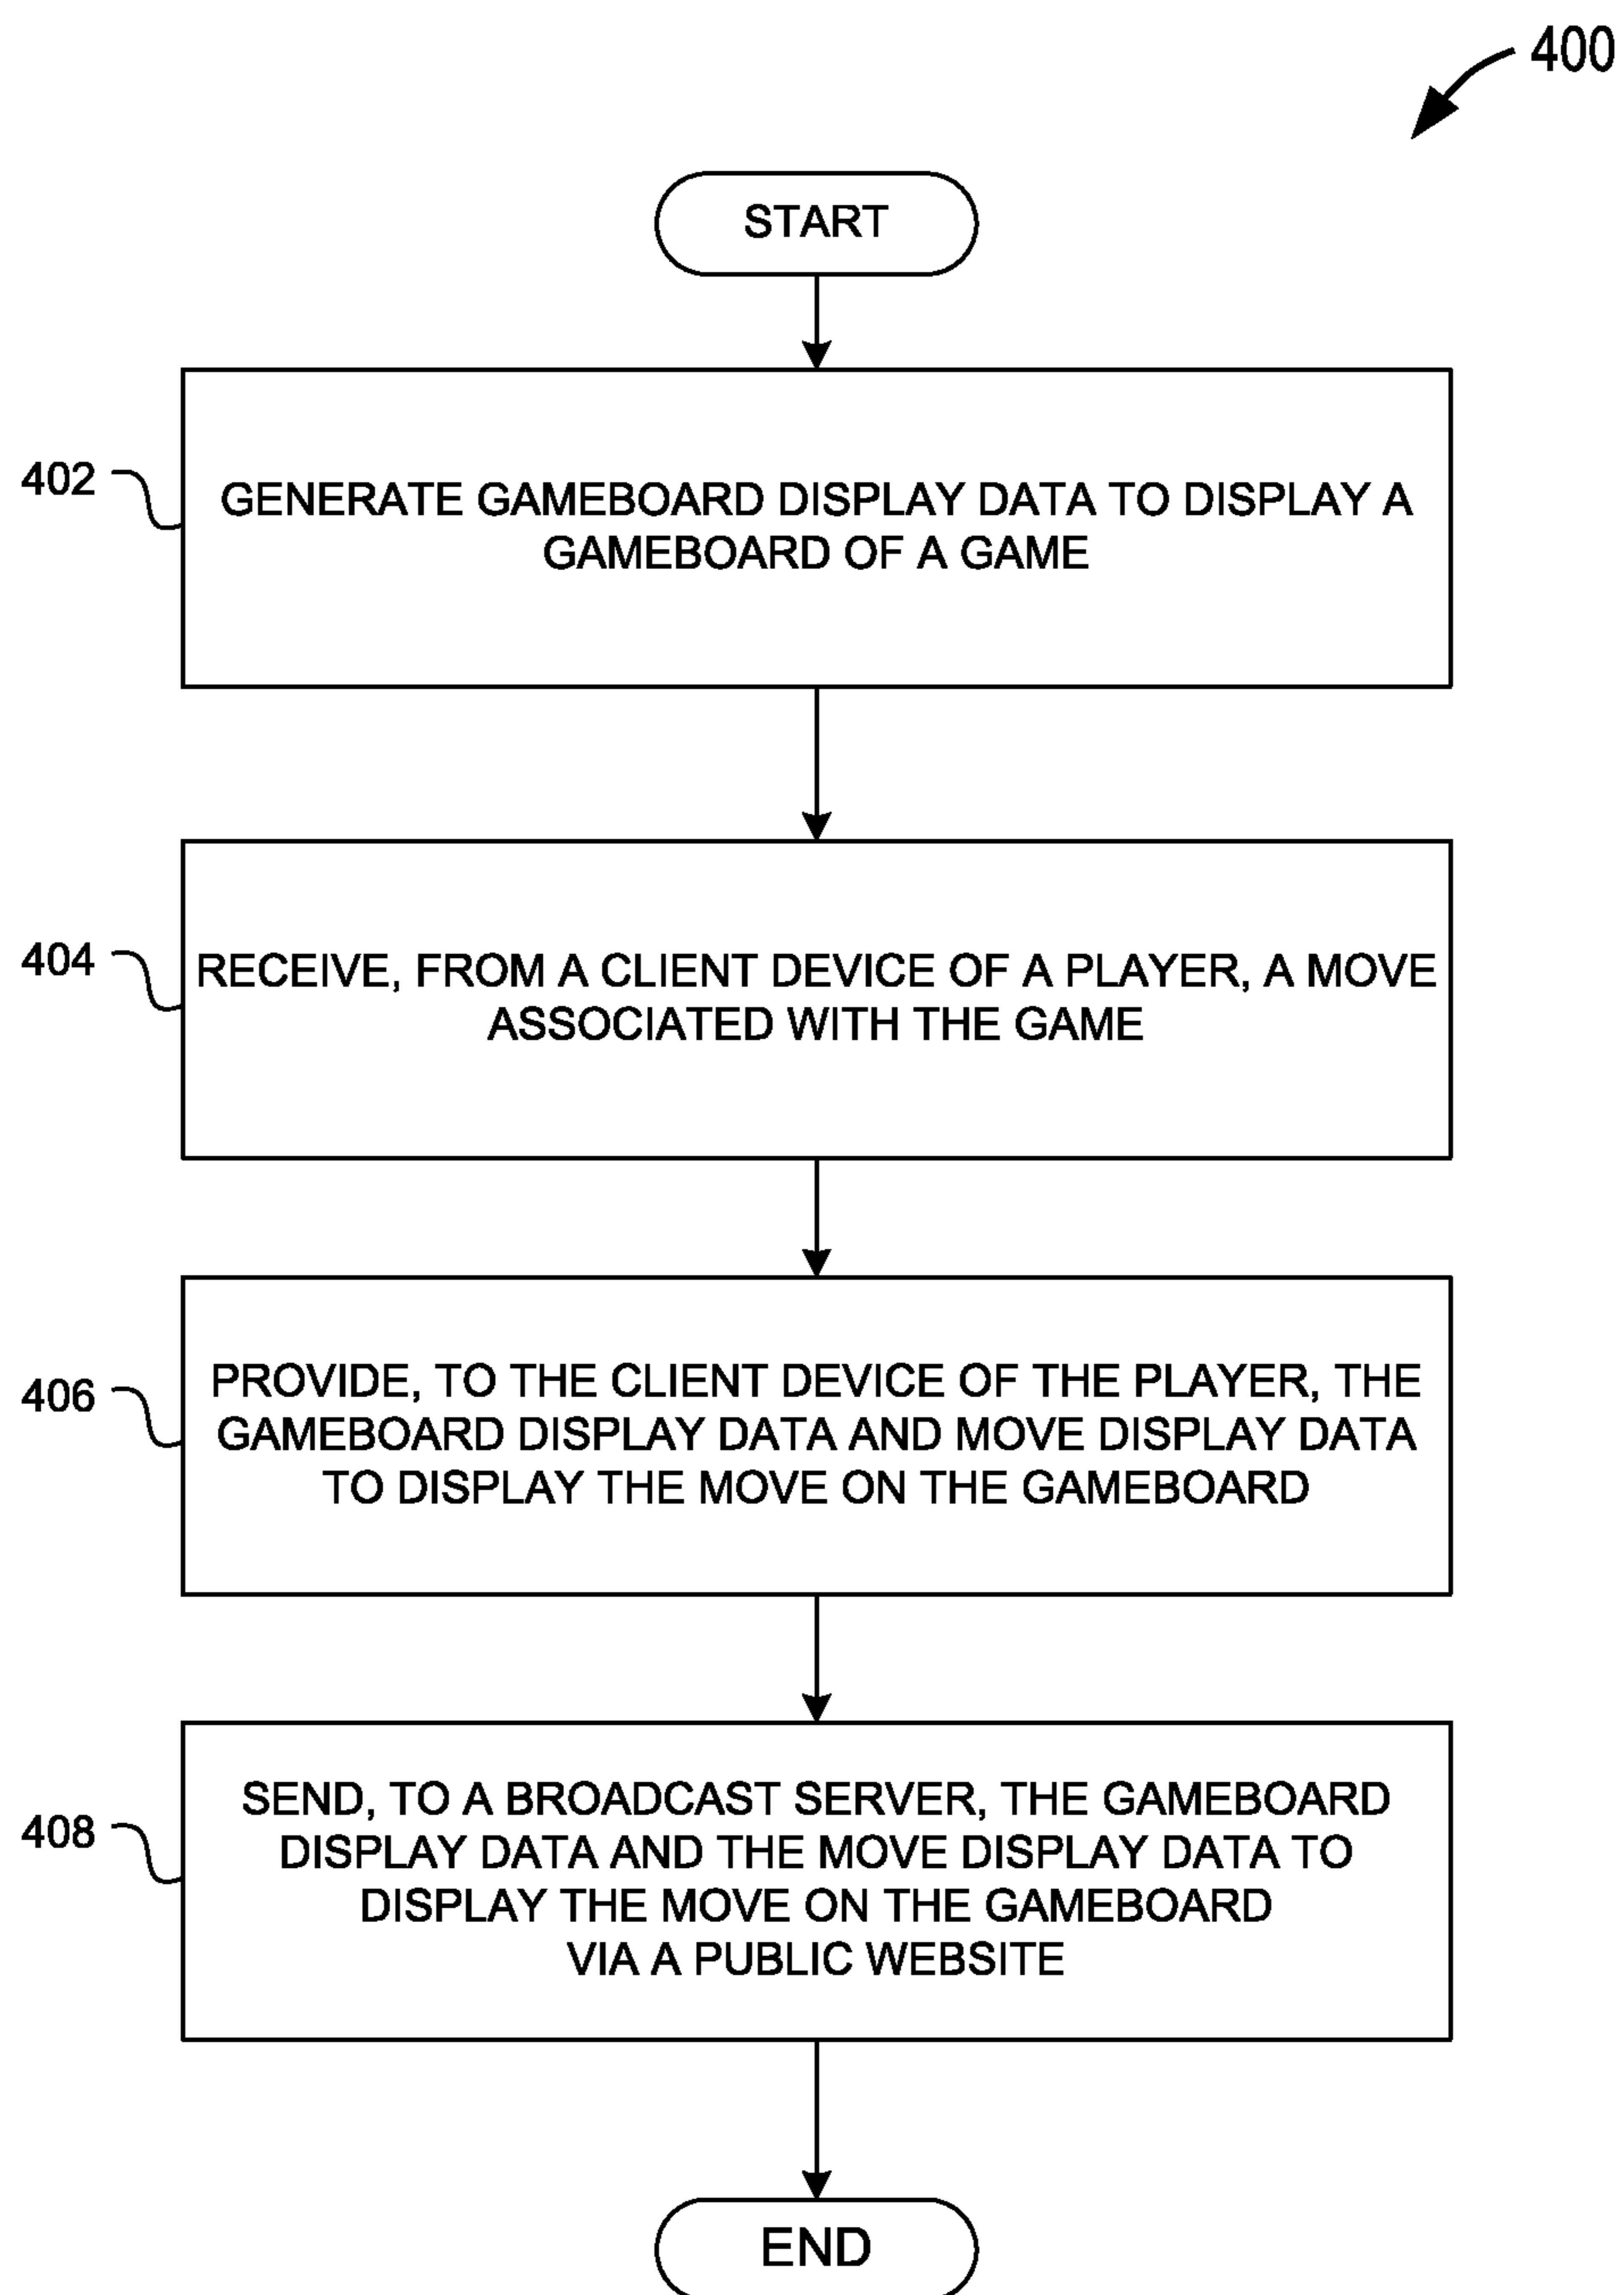 400
START
402
GENERATE GAMEBOARD DISPLAY DATA TO DISPLAY A
GAMEBOARD OF A GAME
404
RECEIVE, FROM A CLIENT DEVICE OF A PLAYER, A MOVE
ASSOCIATED WITH THE GAME
406
PROVIDE, TO THE CLIENT DEVICE OF THE PLAYER, THE
GAMEBOARD DISPLAY DATA AND MOVE DISPLAY DATA
TO DISPLAY THE MOVE ON THE GAMEBOARD
408
SEND, TO A BROADCAST SERVER, THE GAMEBOARD
DISPLAY DATA AND THE MOVE DISPLAY DATA TO
DISPLAY THE MOVE ON THE GAMEBOARD
VIA A PUBLIC WEBSITE
END